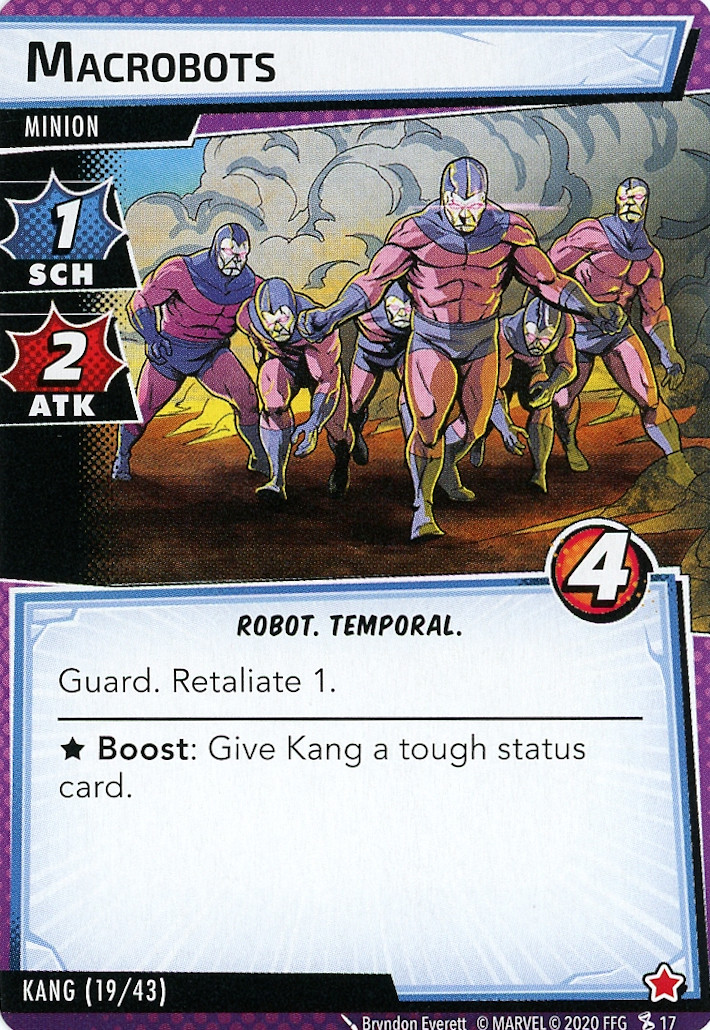 MACROBOTS
MINION
1
SCH
2
ATK
4
ROBOT. TEMPORAL.
Guard. Retaliate 1.
★ Boost: Give Kang a tough status
card.
KANG (19/43)
Bryndon Everett © MARVEL © 2020 FFG 17